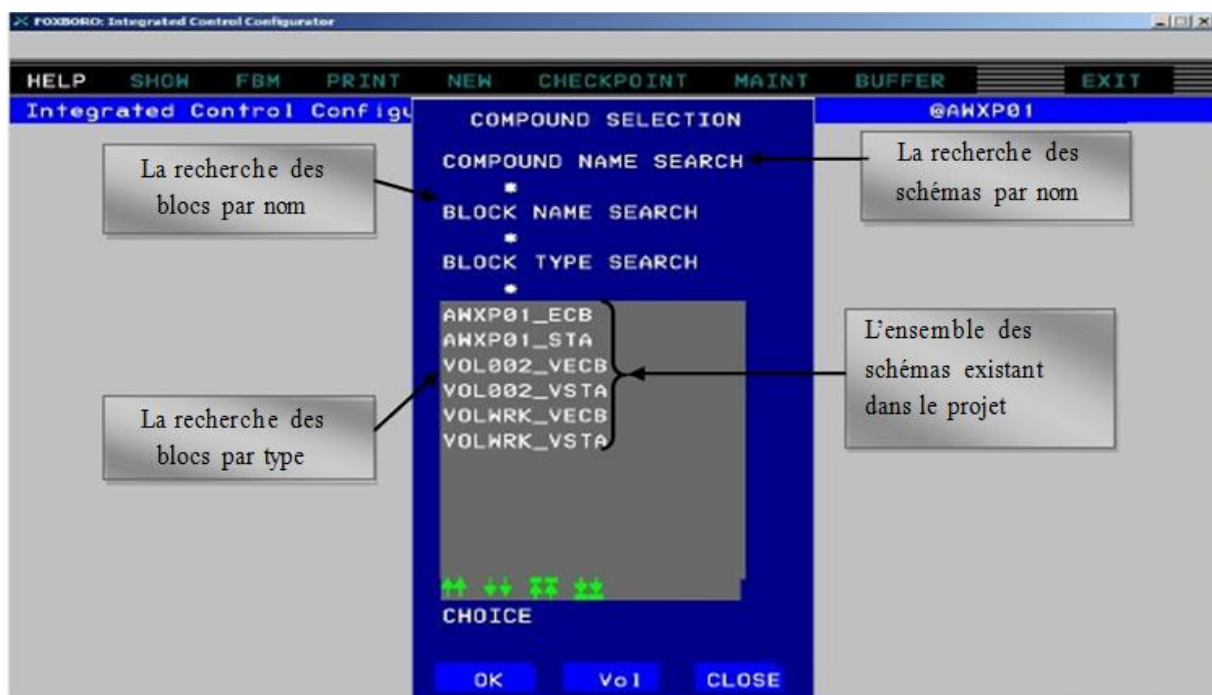 FOXBORO: Integrated Control Configurator
HELP SHOW FBM PRINT NEW CHECKPOINT MAINT BUFFER EXIT
Integrated Control Configu
@AWXP01
COMPOUND SELECTION
COMPOUND NAME SEARCH
*
BLOCK NAME SEARCH
*
BLOCK TYPE SEARCH
*
AWXP01_ECB
AWXP01_STA
VOL002_VECB
VOL002_VSTA
VOLWRK_VECB
VOLWRK_VSTA
CHOICE
OK Vol CLOSE
La recherche des
blocs par nom
La recherche des
schémas par nom
La recherche des
blocs par type
L'ensemble des
schémas existant
dans le projet